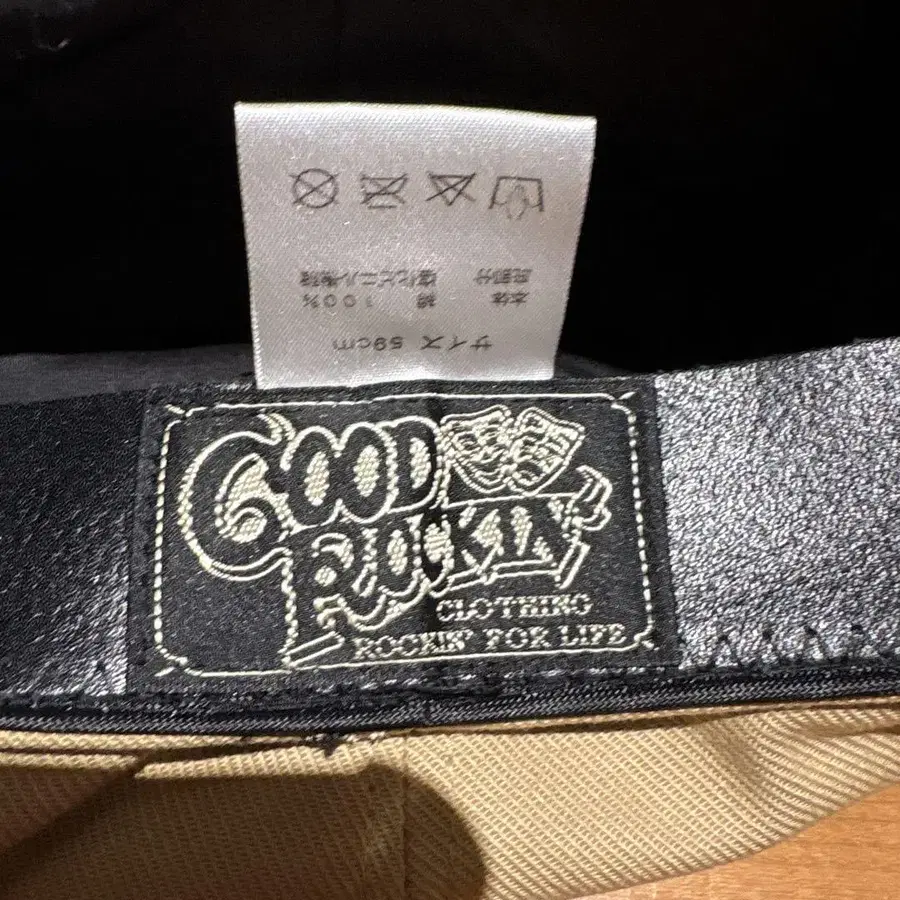 サイズ 59cm
本体 綿 100%
庇部分 塩化ビニル樹脂
GOOD
ROCKIN'
CLOTHING
ROCKIN' FOR LIFE